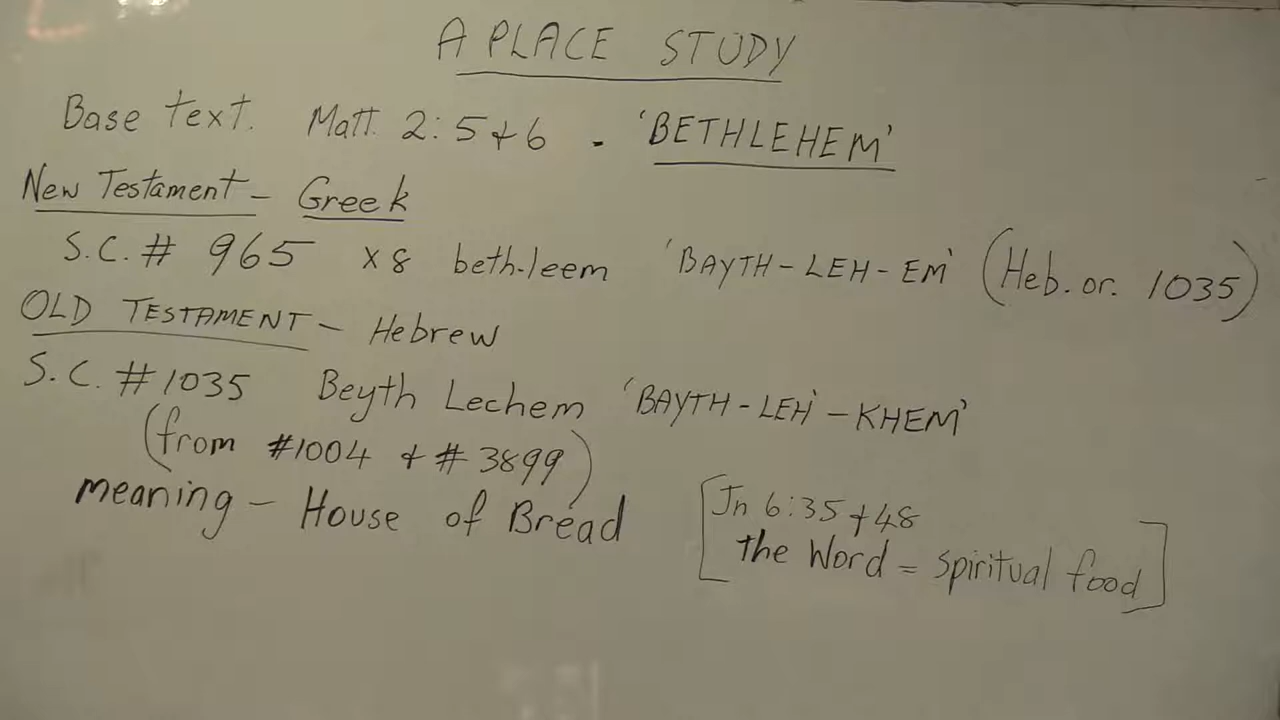 A PLACE STUDY
Base text. Matt. 2:5+6 - 'BETHLEHEM'
New Testament - Greek
S.C. # 965 x8 beth-leem 'BAYTH-LEH-EM' (Heb. or. 1035)
OLD TESTAMENT - Hebrew
S.C. #1035 Beyth Lechem 'BAYTH-LEH'-KHEM'
(from #1004 + # 3899)
meaning - House of Bread
[Jn 6:35+48
the Word = spiritual food]